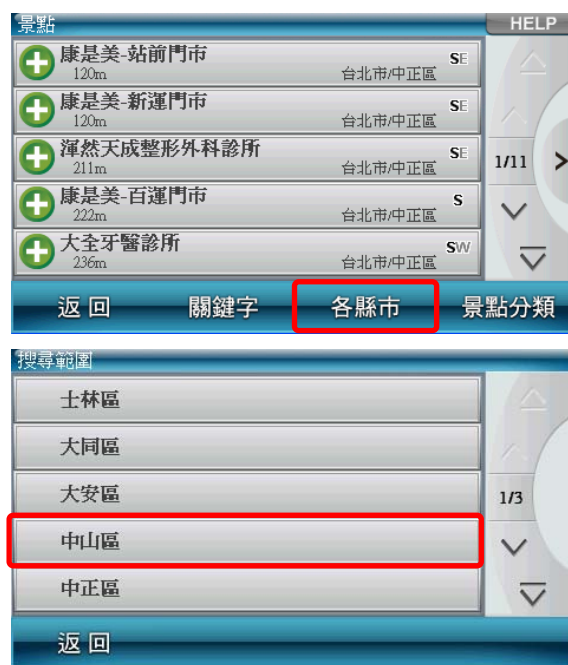 景點 HELP
康是美-站前門市 SE
120m 台北市/中正區
康是美-新運門市 SE
120m 台北市/中正區
渾然天成整形外科診所 SE
211m 台北市/中正區
1/11
康是美-百運門市 S
222m 台北市/中正區
大全牙醫診所 SW
236m 台北市/中正區
返回 關鍵字 各縣市 景點分類
搜尋範圍
士林區
大同區
大安區
1/3
中山區
中正區
返回